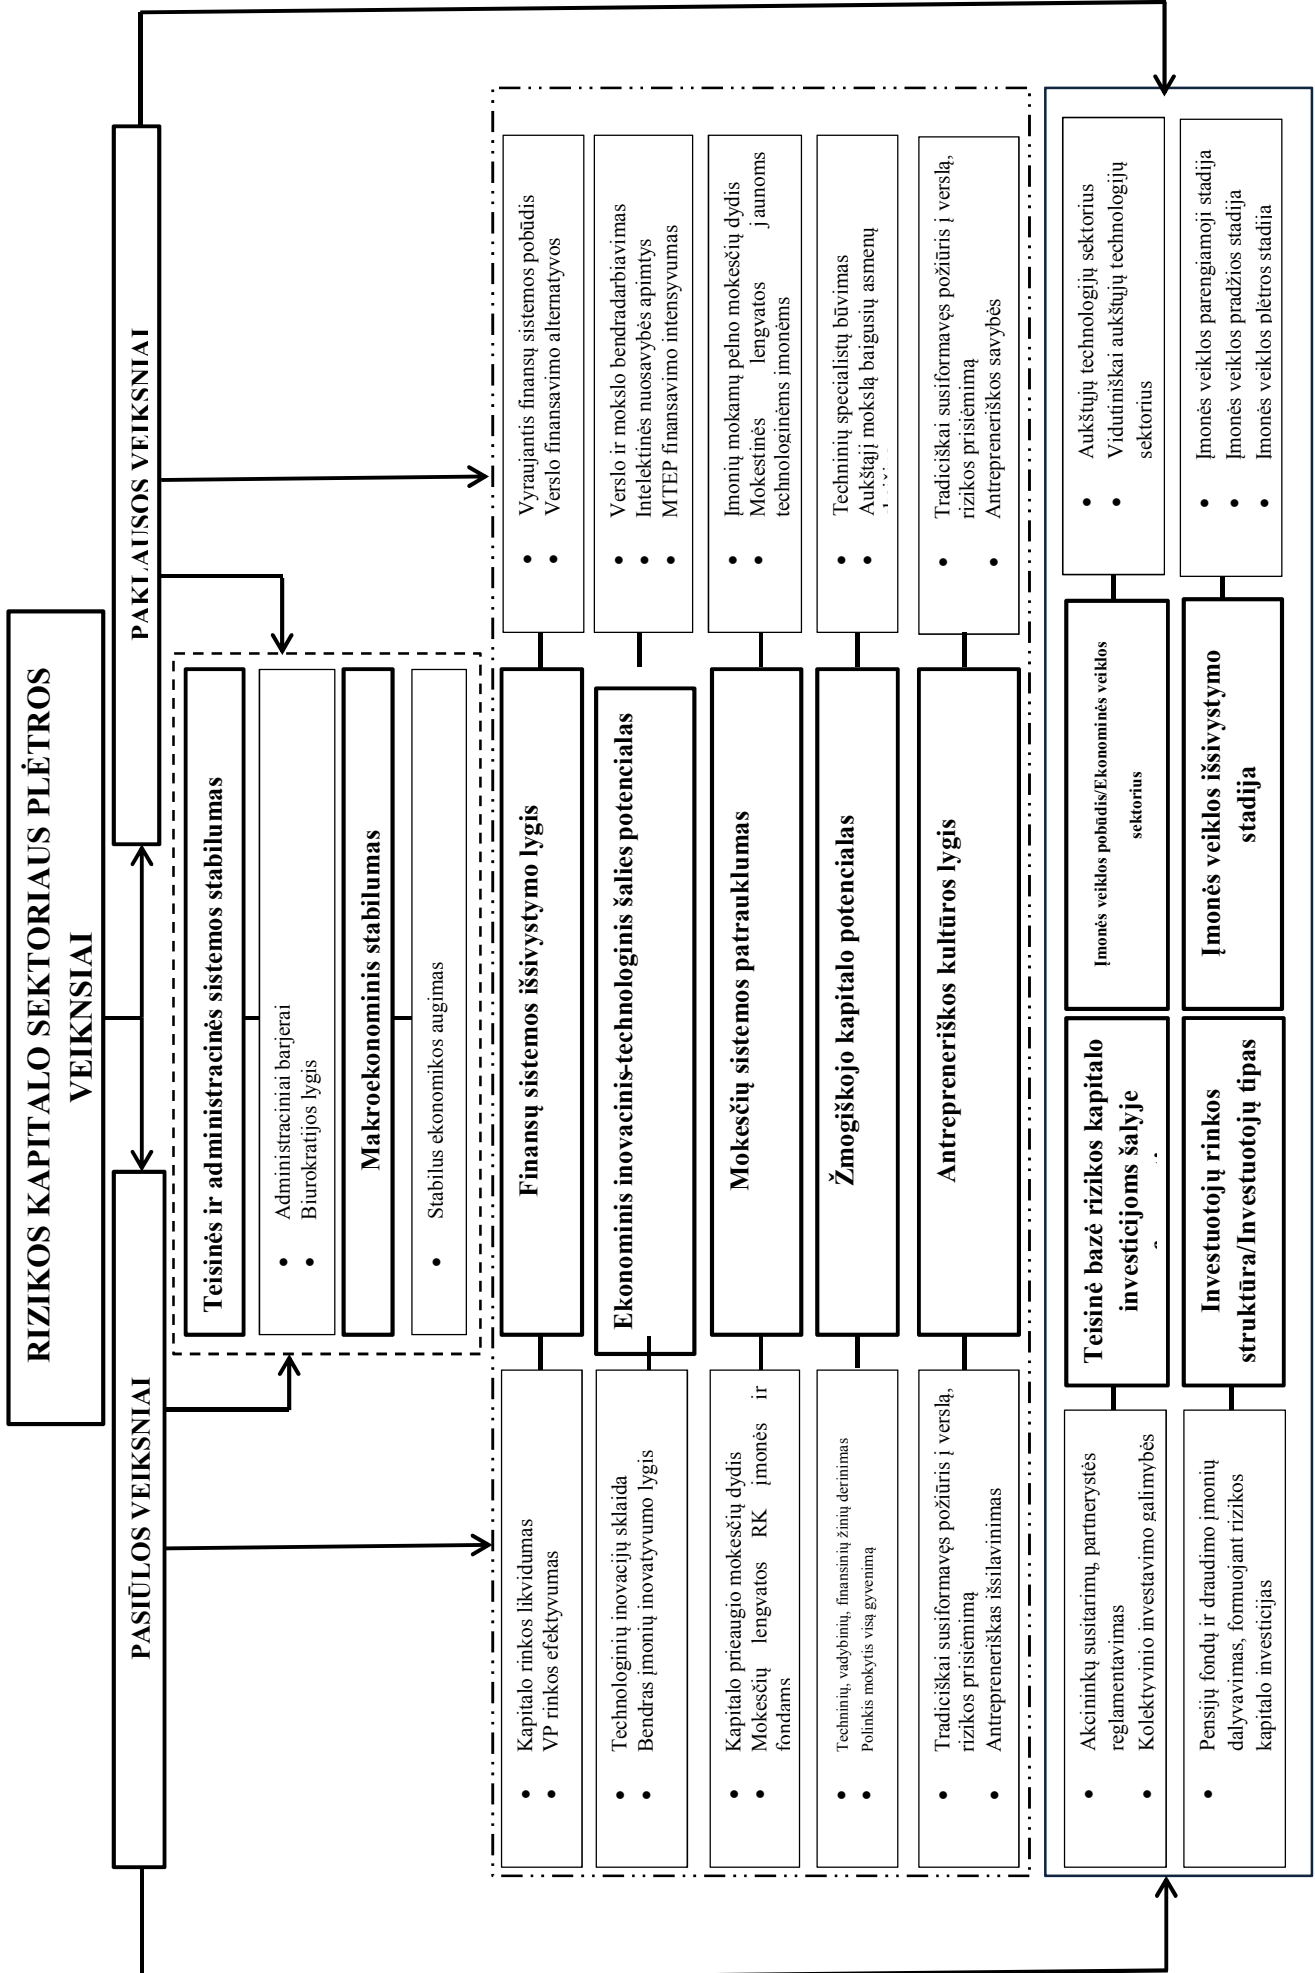 RIZIKOS KAPITALO SEKTORIAUS PLĖTROS
VEIKNSIAI
PASIŪLOS VEIKSNIAI
PAKLAUSOS VEIKSNIAI
Teisinės ir administracinės sistemos stabilumas
• Administraciniai barjerai
• Biurokratijos lygis
Makroekonominis stabilumas
• Stabilus ekonomikos augimas
• Kapitalo rinkos likvidumas
• VP rinkos efektyvumas
Finansų sistemos išsivystymo lygis
• Vyraujantis finansų sistemos pobūdis
• Verslo finansavimo alternatyvos
• Technologinių inovacijų sklaida
• Bendras įmonių inovatyvumo lygis
Ekonominis inovacinis-technologinis šalies potencialas
• Verslo ir mokslo bendradarbiavimas
• Intelektinės nuosavybės apimtys
• MTEP finansavimo intensyvumas
• Kapitalo prieaugio mokesčių dydis
• Mokesčių lengvatos RK įmonės ir
fondams
Mokesčių sistemos patrauklumas
• Įmonių mokamų pelno mokesčių dydis
• Mokestinės lengvatos jaunoms
technologinėms įmonėms
• Techninių, vadybinių, finansinių žinių derinimas
• Polinkis mokytis visą gyvenimą
Žmogiškojo kapitalo potencialas
• Techninių specialistų būvimas
• Aukštąjį mokslą baigusių asmenų
• Tradiciškai susiformavęs požiūris į verslą,
rizikos prisiėmimą
• Antrepreneriškas išsilavinimas
Antrepreneriškos kultūros lygis
• Tradiciškai susiformavęs požiūris į verslą,
rizikos prisiėmimą
• Antrepreneriškos savybės
• Akcininkų susitarimų, partnerystės
reglamentavimas
• Kolektyvinio investavimo galimybės
Teisinė bazė rizikos kapitalo
investicijoms šalyje
Įmonės veiklos pobūdis/Ekonominės veiklos
sektorius
• Aukštųjų technologijų sektorius
• Vidutiniškai aukštųjų technologijų
sektorius
• Pensijų fondų ir draudimo įmonių
dalyvavimas, formuojant rizikos
kapitalo investicijas
Investuotojų rinkos
struktūra/Investuotojų tipas
Įmonės veiklos išsivystymo
stadija
• Įmonės veiklos parengiamoji stadija
• Įmonės veiklos pradžios stadija
• Įmonės veiklos plėtros stadija